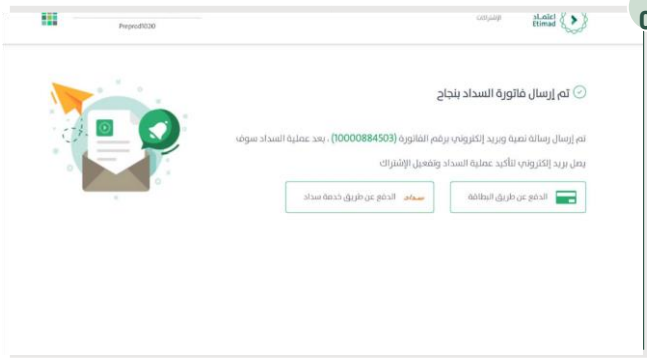 اعتماد
Etimad
الإشتراكات
Preprod1030
تم إرسال فاتورة السداد بنجاح
تم إرسال رسالة نصية وبريد إلكتروني برقم الفاتورة (10000884503) ، بعد عملية السداد سوف
يصل بريد إلكتروني لتأكيد عملية السداد وتفعيل الإشتراك
الدفع عن طريق البطاقة
سداد الدفع عن طريق خدمة سداد